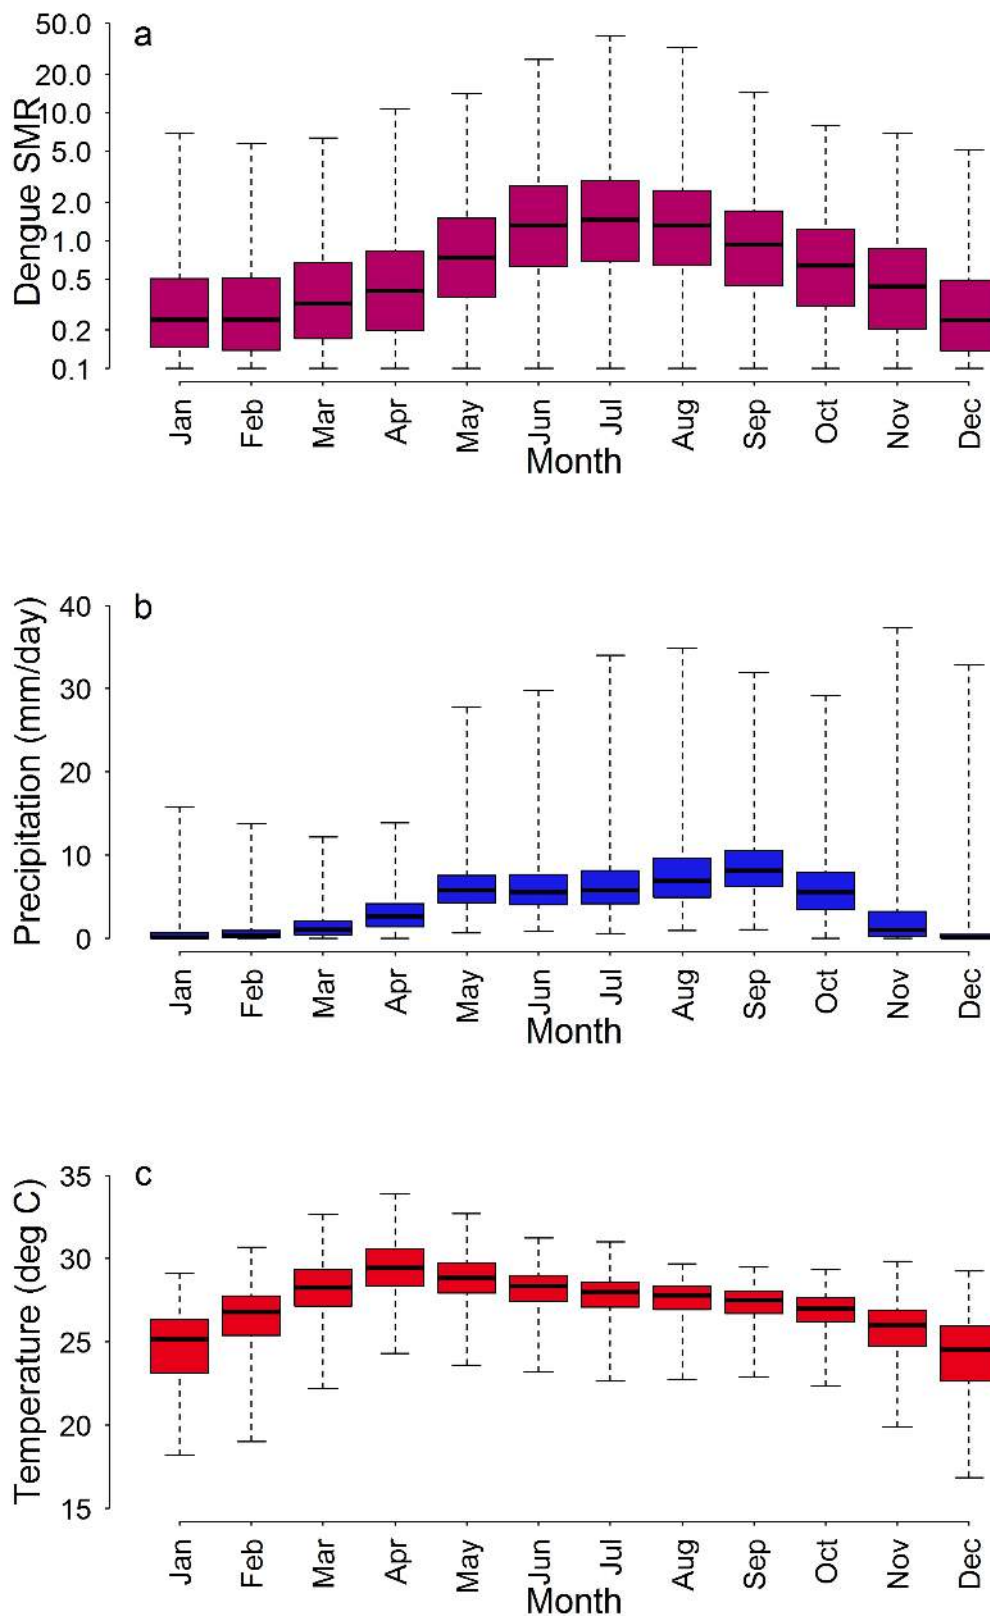 a
Dengue SMR
50.0
20.0
10.0
5.0
2.0
1.0
0.5
0.2
0.1
Jan Feb Mar Apr May Jun Jul Aug Sep Oct Nov Dec
Month
b
Precipitation (mm/day)
40
30
20
10
0
Jan Feb Mar Apr May Jun Jul Aug Sep Oct Nov Dec
Month
c
Temperature (deg C)
35
30
25
20
15
Jan Feb Mar Apr May Jun Jul Aug Sep Oct Nov Dec
Month